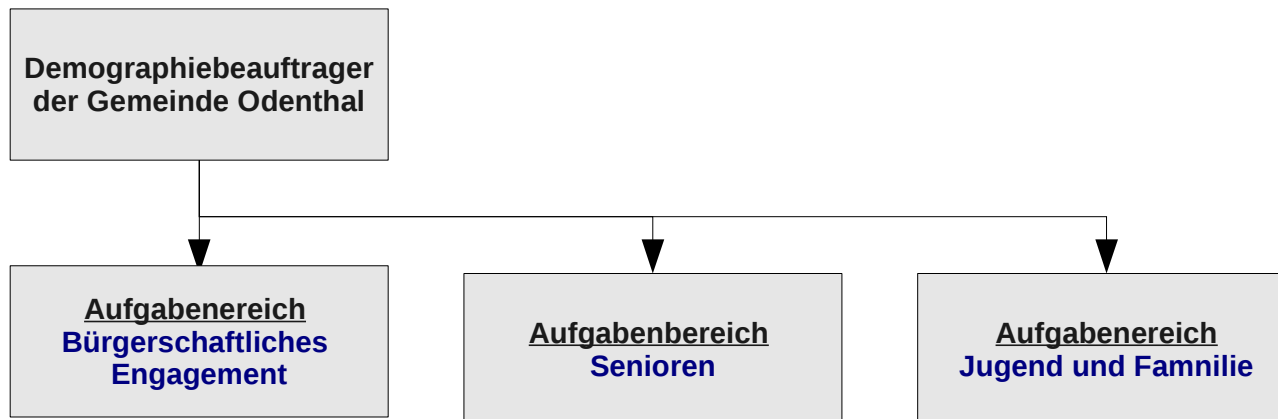 Demographiebeauftrager
der Gemeinde Odenthal
Aufgabenereich
Bürgerschaftliches
Engagement
Aufgabenbereich
Senioren
Aufgabenereich
Jugend und Famnilie